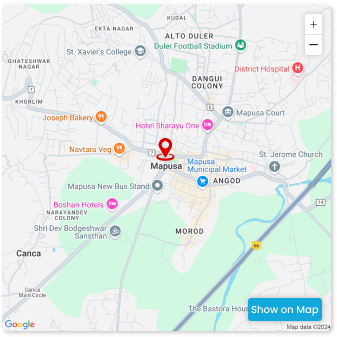 KUDAL
EKTA NAGAR
ALTO DULER
St. Xavier's College
Duler Football Stadium
GHATESHWAR
NAGAR
District Hospital
DANGUI
COLONY
KHORLIM
Mapusa Court
Joseph Bakery
Hotel Sharayu One
Navtara Veg
St. Jerome Church
Mapusa
Mapusa
Municipal Market
ANGOD
Mapusa New Bus Stand
Boshan Hotels
NARAYANDEV
COLONY
Shri Dev Bodgeshwar
Sansthan
MOROD
66
Canca
Canca
Main Circle
The Bastora Hou
Show on Map
Google
Map data ©2024